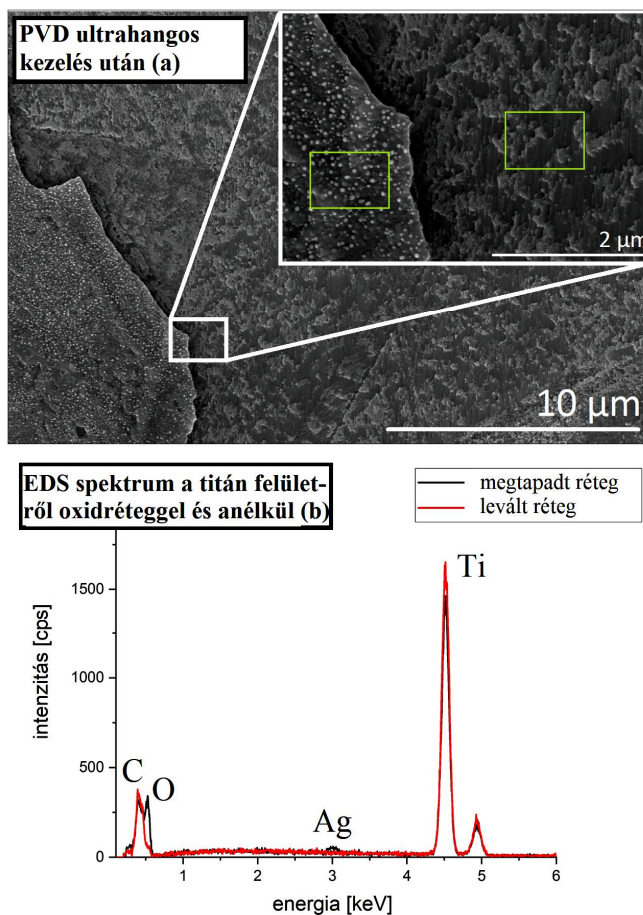 PVD ultrahangos
kezelés után (a)
2 µm
10 µm
EDS spektrum a titán felület-
ről oxidréteggel és anélkül (b)
megtapadt réteg
levált réteg
intenzitás [cps]
1500
1000
500
0
C
O
Ag
Ti
1
2
3
4
5
6
energia [keV]